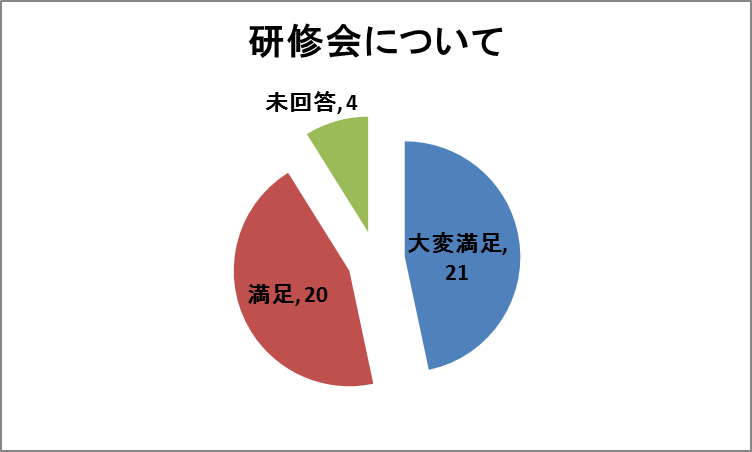 研修会について
未回答, 4
大変満足,
21
満足, 20